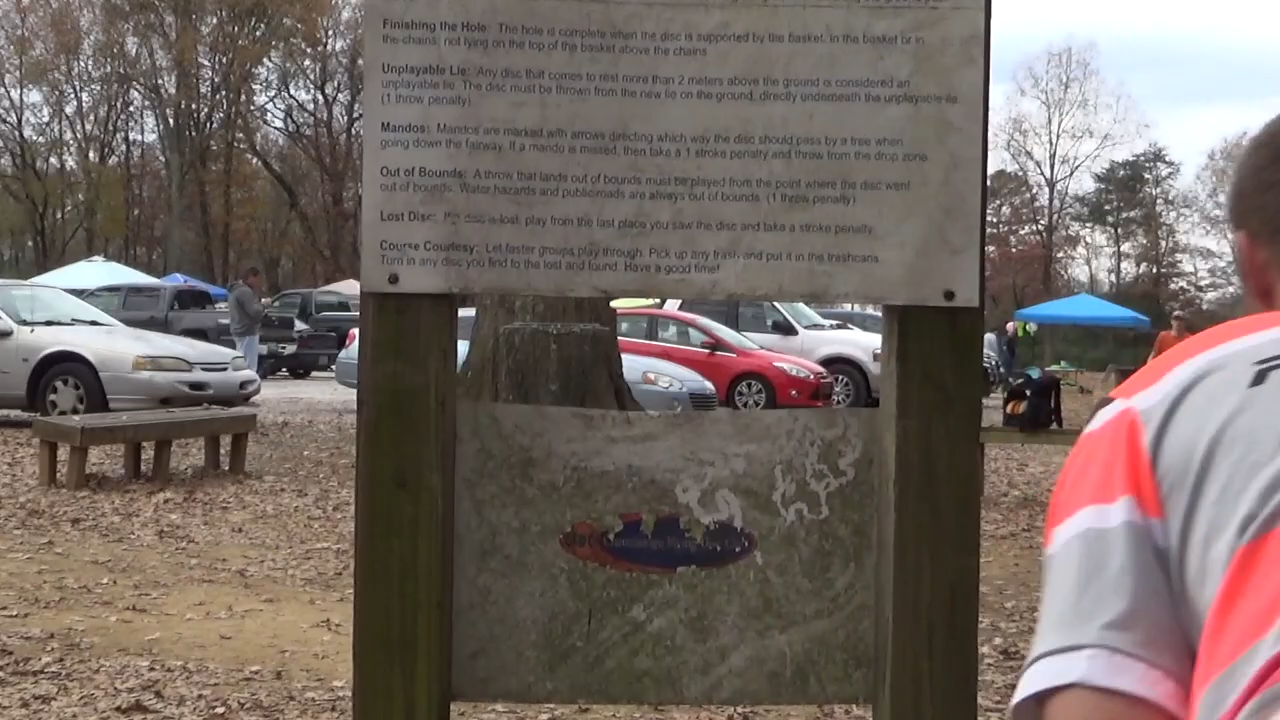 Finishing the Hole: The hole is complete when the disc is supported by the basket, in the basket or in
the chains; not lying on the top of the basket above the chains.
Unplayable Lie: Any disc that comes to rest more than 2 meters above the ground is considered an
unplayable lie. The disc must be thrown from the new lie on the ground, directly underneath the unplayable lie.
(1 throw penalty)
Mandos: Mandos are marked with arrows directing which way the disc should pass by a tree when
going down the fairway. If a mando is missed, then take a 1 stroke penalty and throw from the drop zone.
Out of Bounds: A throw that lands out of bounds must be played from the point where the disc went
out of bounds. Water hazards and public roads are always out of bounds. (1 throw penalty)
Lost Disc: disc is lost, play from the last place you saw the disc and take a stroke penalty.
Course Courtesy: Let faster groups play through. Pick up any trash and put it in the trashcans.
Turn in any disc you find to the lost and found. Have a good time!